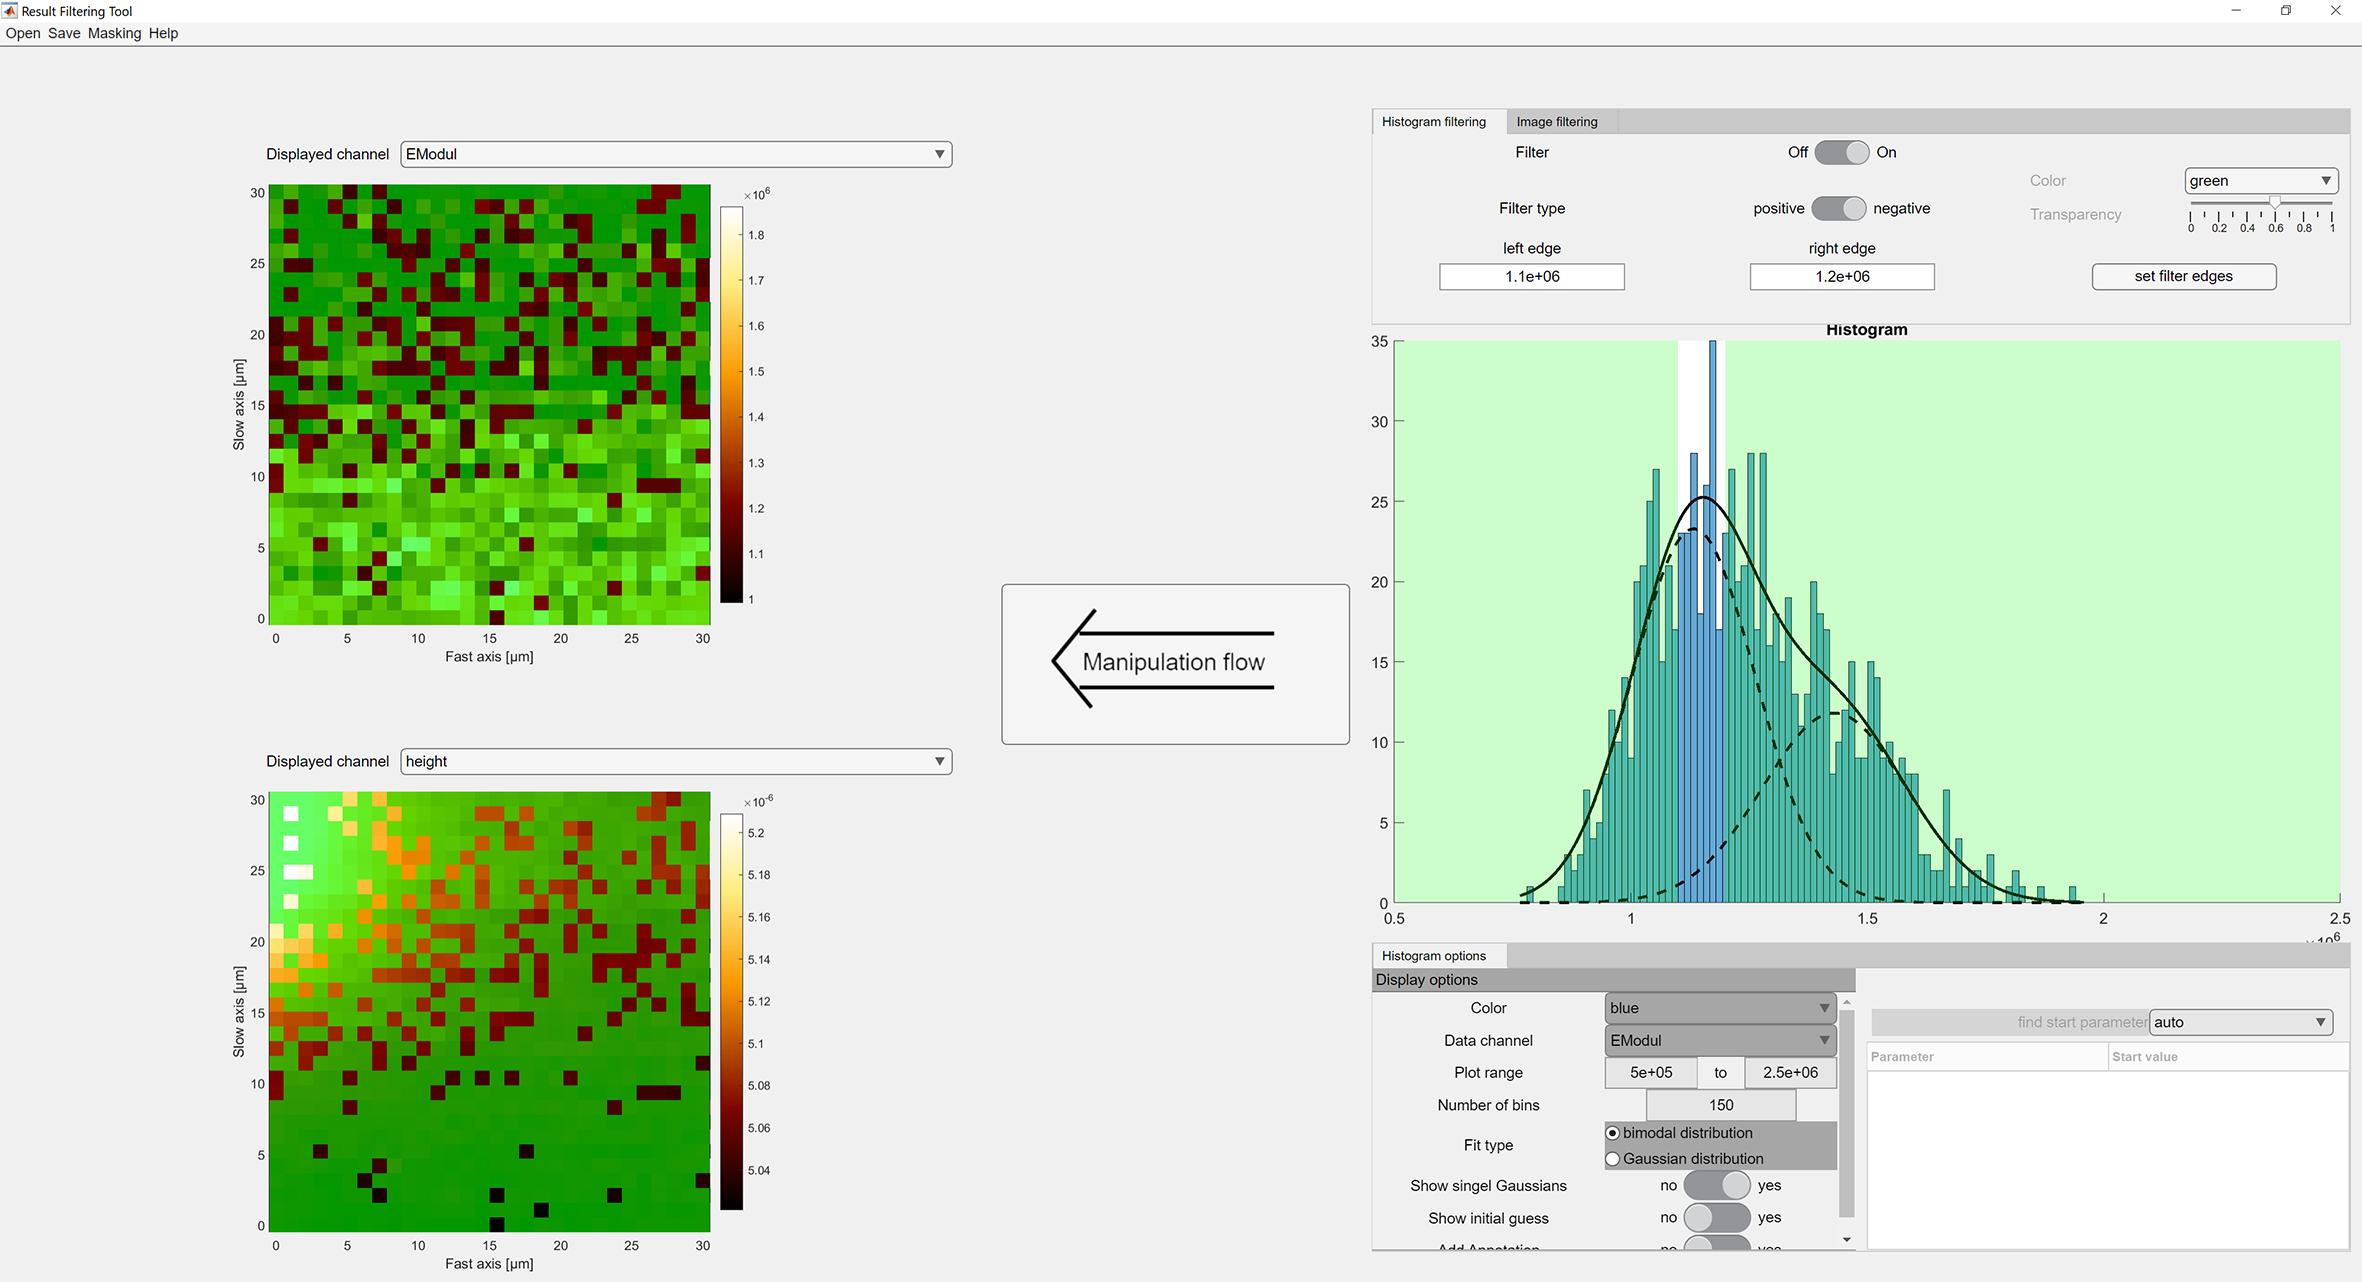 Result Filtering Tool
Open Save Masking Help
Displayed channel EModul
×10⁶
30
25
20
15
10
5
0
Slow axis [µm]
0 5 10 15 20 25 30
Fast axis [µm]
1.8
1.7
1.6
1.5
1.4
1.3
1.2
1.1
1
Displayed channel height
×10⁻⁶
30
25
20
15
10
5
0
Slow axis [µm]
0 5 10 15 20 25 30
Fast axis [µm]
5.2
5.18
5.16
5.14
5.12
5.1
5.08
5.06
5.04
Manipulation flow
Histogram filtering Image filtering
Filter Off On
Color green
Filter type positive negative
Transparency
0 0.2 0.4 0.6 0.8 1
left edge right edge
1.1e+06 1.2e+06 set filter edges
Histogram
35
30
25
20
15
10
5
0
0.5 1 1.5 2 2.5
×10⁶
Histogram options
Display options
Color blue
Data channel EModul
Plot range 5e+05 to 2.5e+06
Number of bins 150
Fit type
bimodal distribution
Gaussian distribution
Show singel Gaussians no yes
Show initial guess no yes
Add Annotation no yes
find start parameter auto
Parameter Start value